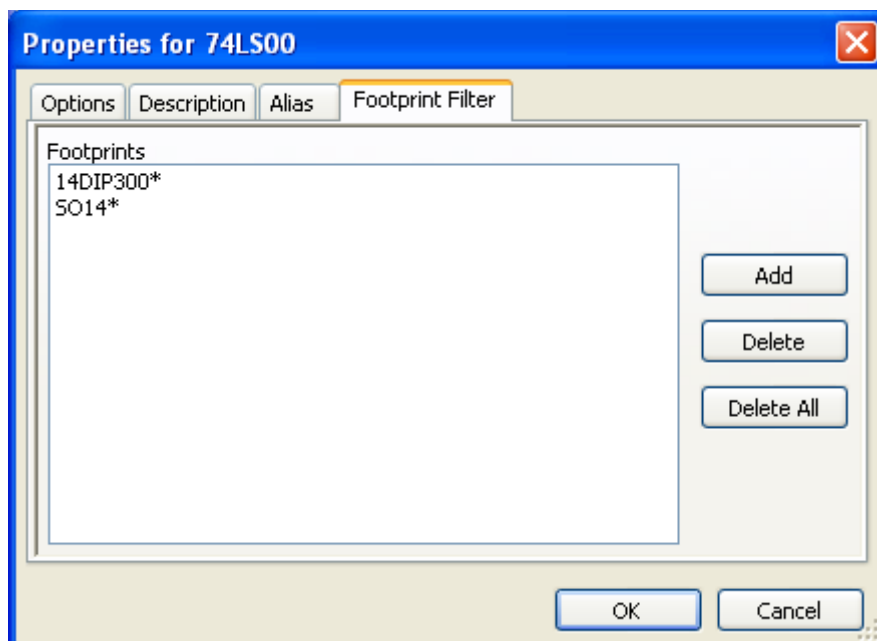 Properties for 74LS00
Options Description Alias Footprint Filter
Footprints
14DIP300*
SO14*
Add
Delete
Delete All
OK Cancel